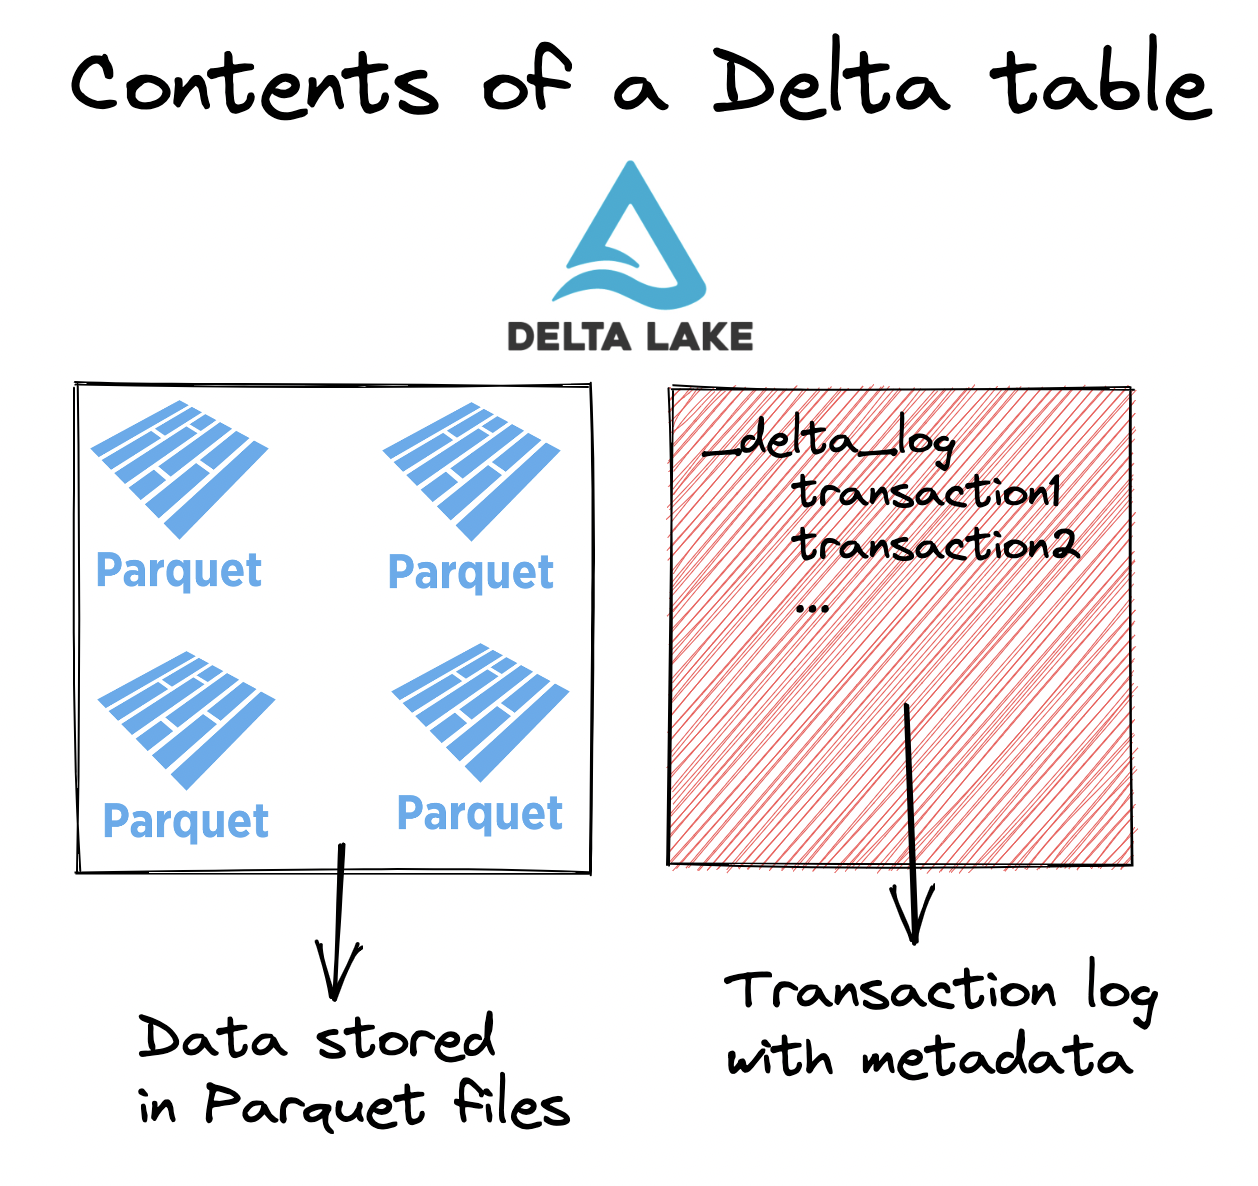 Contents of a Delta table
DELTA LAKE
Parquet
Parquet
Parquet
Parquet
_delta_log
transaction1
transaction2
...
Data stored
in Parquet files
Transaction log
with metadata